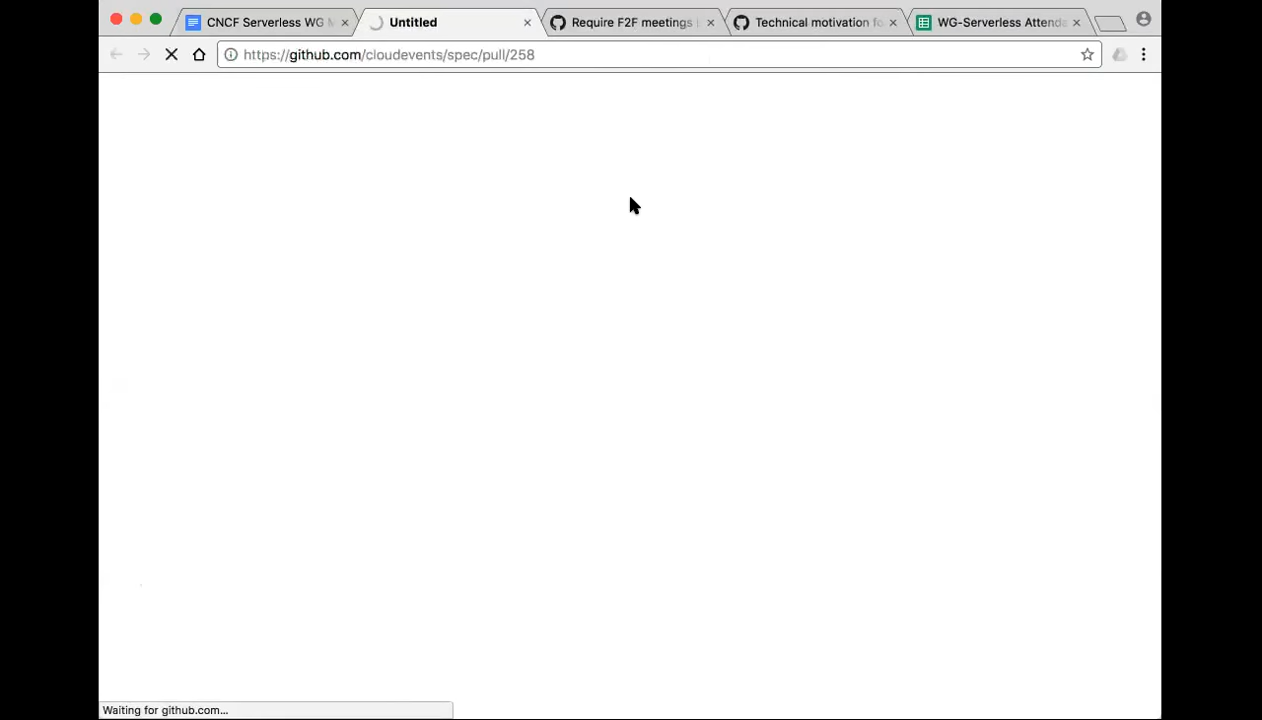 CNCF Serverless WG M
Untitled
Require F2F meetings
Technical motivation fo
WG-Serverless Attenda
https://github.com/cloudevents/spec/pull/258
Waiting for github.com...